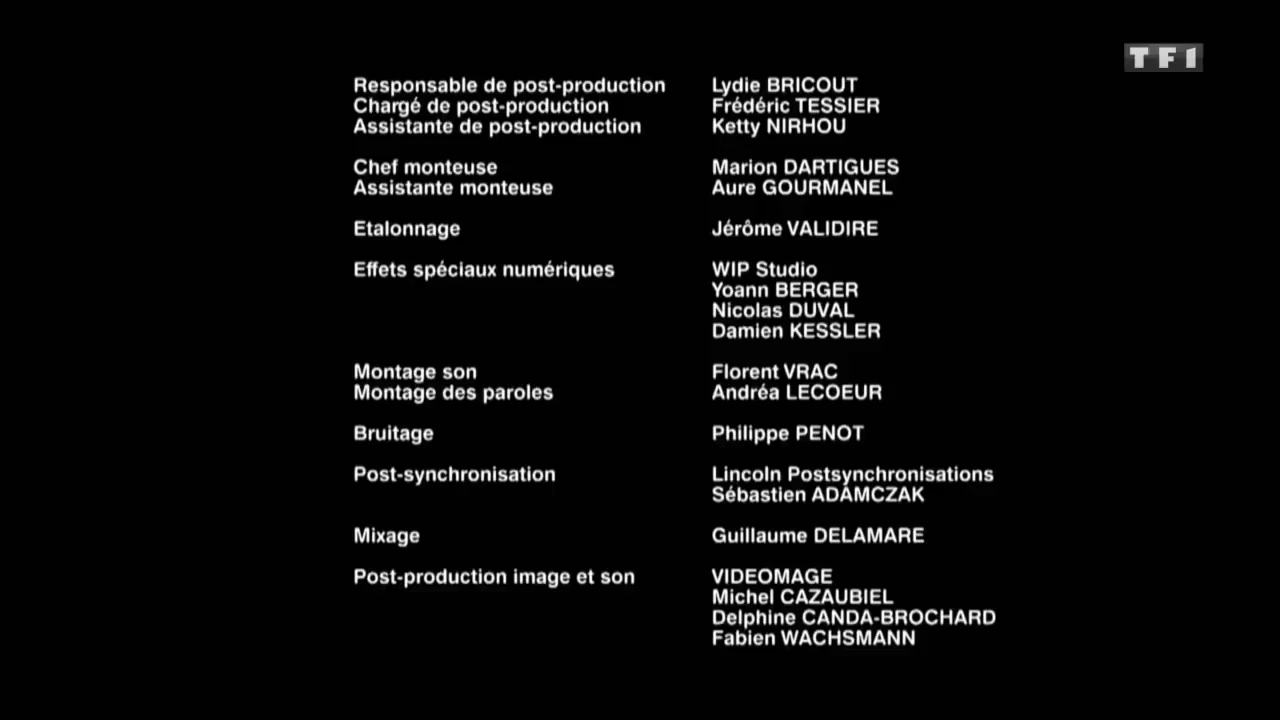 TF1
Responsable de post-production Lydie BRICOUT
Chargé de post-production Frédéric TESSIER
Assistante de post-production Ketty NIRHOU
Chef monteuse Marion DARTIGUES
Assistante monteuse Aure GOURMANEL
Etalonnage Jérôme VALIDIRE
Effets spéciaux numériques WIP Studio
Yoann BERGER
Nicolas DUVAL
Damien KESSLER
Montage son Florent VRAC
Montage des paroles Andréa LECOEUR
Bruitage Philippe PENOT
Post-synchronisation Lincoln Postsynchronisations
Sébastien ADAMCZAK
Mixage Guillaume DELAMARE
Post-production image et son VIDEOMAGE
Michel CAZAUBIEL
Delphine CANDA-BROCHARD
Fabien WACHSMANN